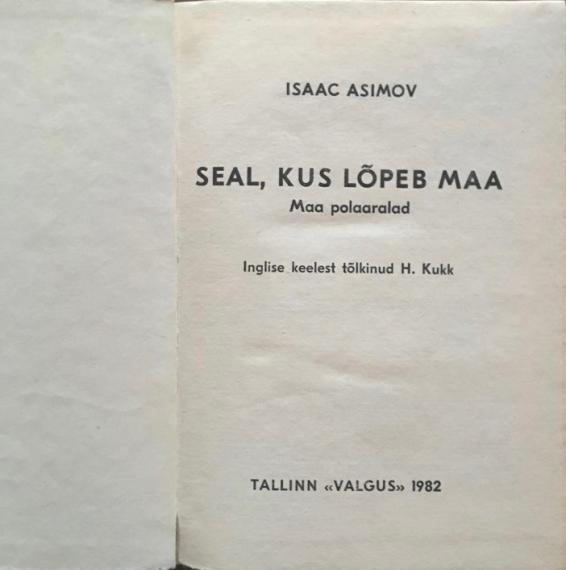 ISAAC ASIMOV
SEAL, KUS LÕPEB MAA
Maa polaaralad
Inglise keelest tõlkinud H. Kukk
TALLINN «VALGUS» 1982